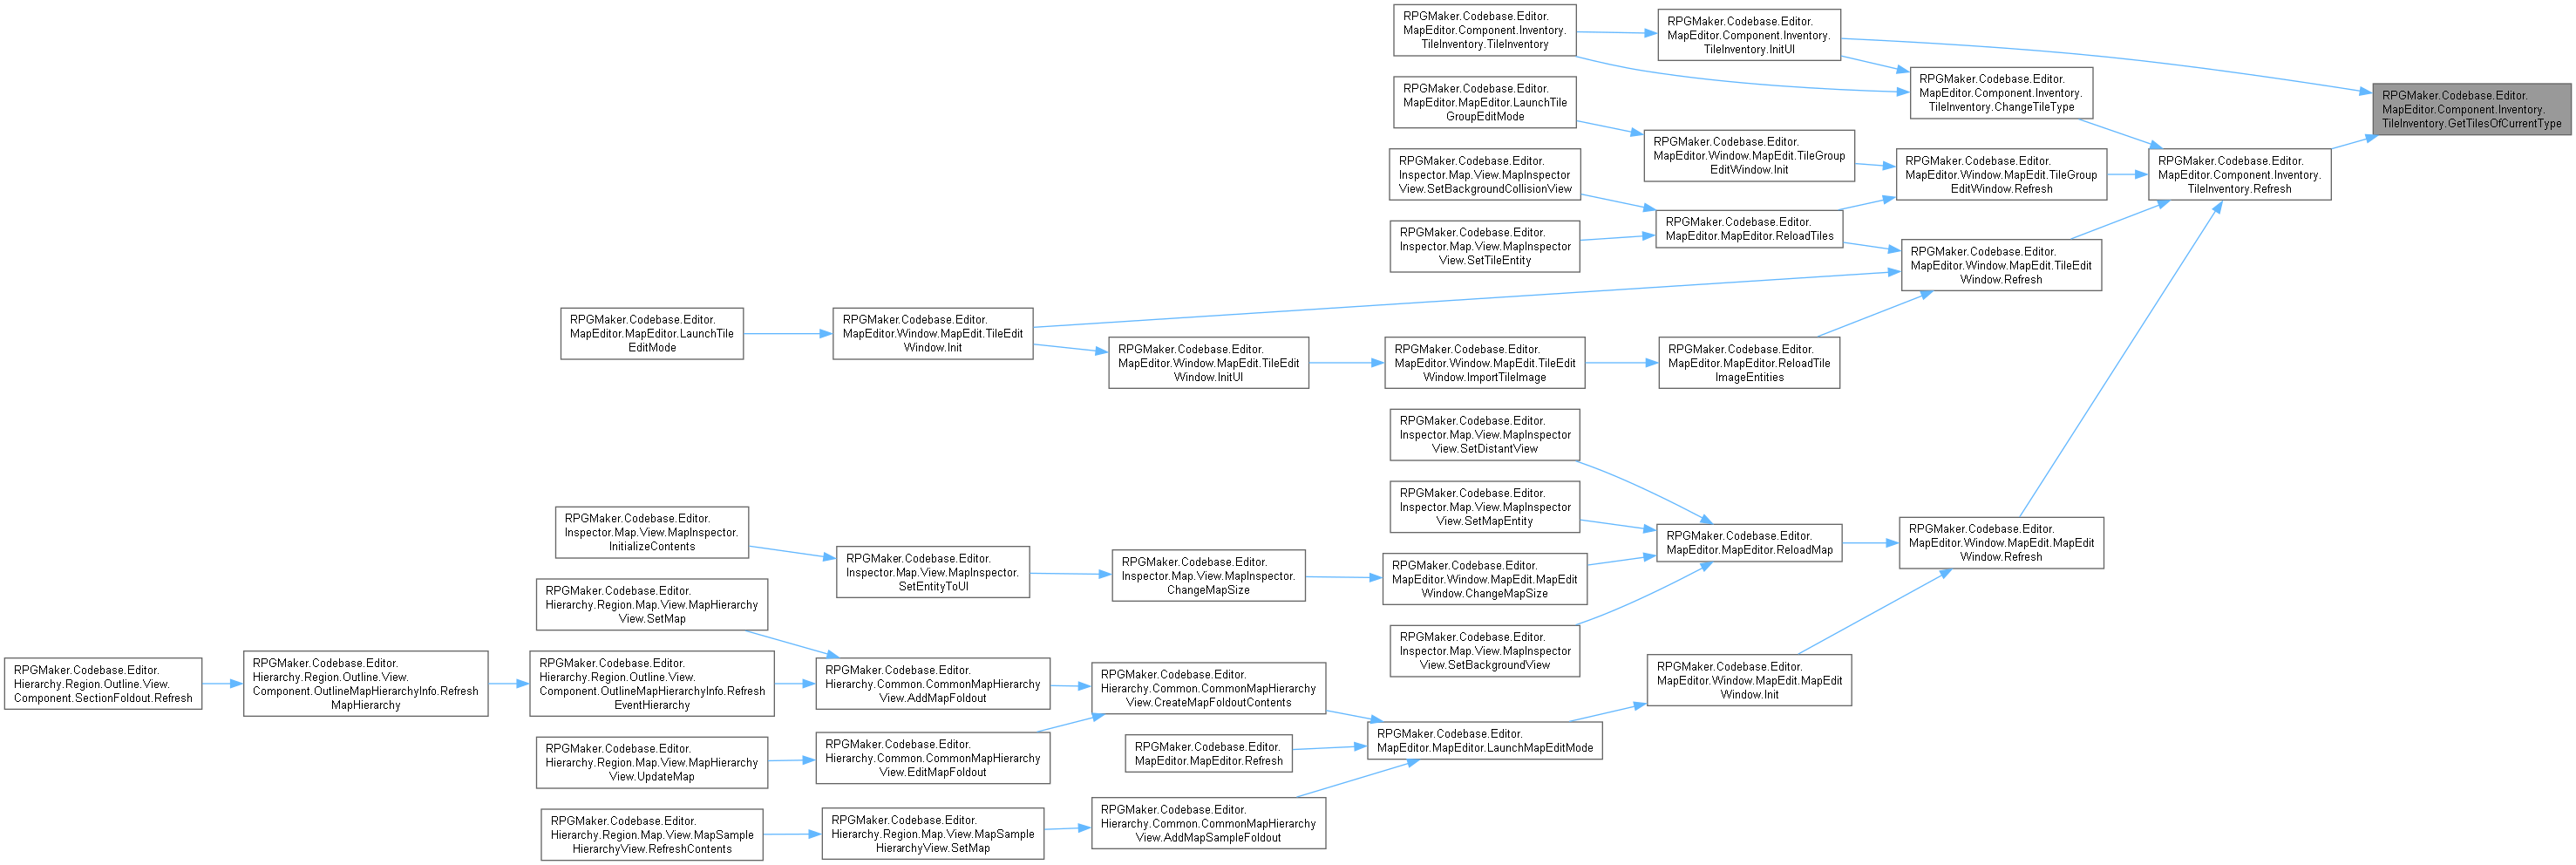 RPGMaker.Codebase.Editor.
MapEditor.Component.Inventory.
TileInventory.TileInventory
RPGMaker.Codebase.Editor.
MapEditor.Component.Inventory.
TileInventory.InitUI
RPGMaker.Codebase.Editor.
MapEditor.Component.Inventory.
TileInventory.ChangeTileType
RPGMaker.Codebase.Editor.
MapEditor.Component.Inventory.
TileInventory.GetTilesOfCurrentType
RPGMaker.Codebase.Editor.
MapEditor.MapEditor.LaunchTile
GroupEditMode
RPGMaker.Codebase.Editor.
MapEditor.Window.MapEdit.TileGroup
EditWindow.Init
RPGMaker.Codebase.Editor.
MapEditor.Window.MapEdit.TileGroup
EditWindow.Refresh
RPGMaker.Codebase.Editor.
MapEditor.Component.Inventory.
TileInventory.Refresh
RPGMaker.Codebase.Editor.
Inspector.Map.View.MapInspector
View.SetBackgroundCollisionView
RPGMaker.Codebase.Editor.
MapEditor.MapEditor.ReloadTiles
RPGMaker.Codebase.Editor.
Inspector.Map.View.MapInspector
View.SetTileEntity
RPGMaker.Codebase.Editor.
MapEditor.Window.MapEdit.TileEdit
Window.Refresh
RPGMaker.Codebase.Editor.
MapEditor.MapEditor.LaunchTile
EditMode
RPGMaker.Codebase.Editor.
MapEditor.Window.MapEdit.TileEdit
Window.Init
RPGMaker.Codebase.Editor.
MapEditor.Window.MapEdit.TileEdit
Window.InitUI
RPGMaker.Codebase.Editor.
MapEditor.Window.MapEdit.TileEdit
Window.ImportTileImage
RPGMaker.Codebase.Editor.
MapEditor.MapEditor.ReloadTile
ImageEntities
RPGMaker.Codebase.Editor.
Inspector.Map.View.MapInspector
View.SetDistantView
RPGMaker.Codebase.Editor.
Inspector.Map.View.MapInspector
View.SetMapEntity
RPGMaker.Codebase.Editor.
MapEditor.MapEditor.ReloadMap
RPGMaker.Codebase.Editor.
MapEditor.Window.MapEdit.MapEdit
Window.Refresh
RPGMaker.Codebase.Editor.
Inspector.Map.View.MapInspector.
InitializeContents
RPGMaker.Codebase.Editor.
Inspector.Map.View.MapInspector.
SetEntityToUI
RPGMaker.Codebase.Editor.
Inspector.Map.View.MapInspector.
ChangeMapSize
RPGMaker.Codebase.Editor.
MapEditor.Window.MapEdit.MapEdit
Window.ChangeMapSize
RPGMaker.Codebase.Editor.
Inspector.Map.View.MapInspector
View.SetBackgroundView
RPGMaker.Codebase.Editor.
Hierarchy.Region.Map.View.MapHierarchy
View.SetMap
RPGMaker.Codebase.Editor.
Hierarchy.Region.Outline.View.
Component.SectionFoldout.Refresh
RPGMaker.Codebase.Editor.
Hierarchy.Region.Outline.View.
Component.OutlineMapHierarchyInfo.Refresh
MapHierarchy
RPGMaker.Codebase.Editor.
Hierarchy.Region.Outline.View.
Component.OutlineMapHierarchyInfo.Refresh
EventHierarchy
RPGMaker.Codebase.Editor.
Hierarchy.Common.CommonMapHierarchy
View.AddMapFoldout
RPGMaker.Codebase.Editor.
Hierarchy.Common.CommonMapHierarchy
View.CreateMapFoldoutContents
RPGMaker.Codebase.Editor.
MapEditor.Window.MapEdit.MapEdit
Window.Init
RPGMaker.Codebase.Editor.
Hierarchy.Region.Map.View.MapHierarchy
View.UpdateMap
RPGMaker.Codebase.Editor.
Hierarchy.Common.CommonMapHierarchy
View.EditMapFoldout
RPGMaker.Codebase.Editor.
MapEditor.MapEditor.Refresh
RPGMaker.Codebase.Editor.
MapEditor.MapEditor.LaunchMapEditMode
RPGMaker.Codebase.Editor.
Hierarchy.Region.Map.View.MapSample
HierarchyView.RefreshContents
RPGMaker.Codebase.Editor.
Hierarchy.Region.Map.View.MapSample
HierarchyView.SetMap
RPGMaker.Codebase.Editor.
Hierarchy.Common.CommonMapHierarchy
View.AddMapSampleFoldout